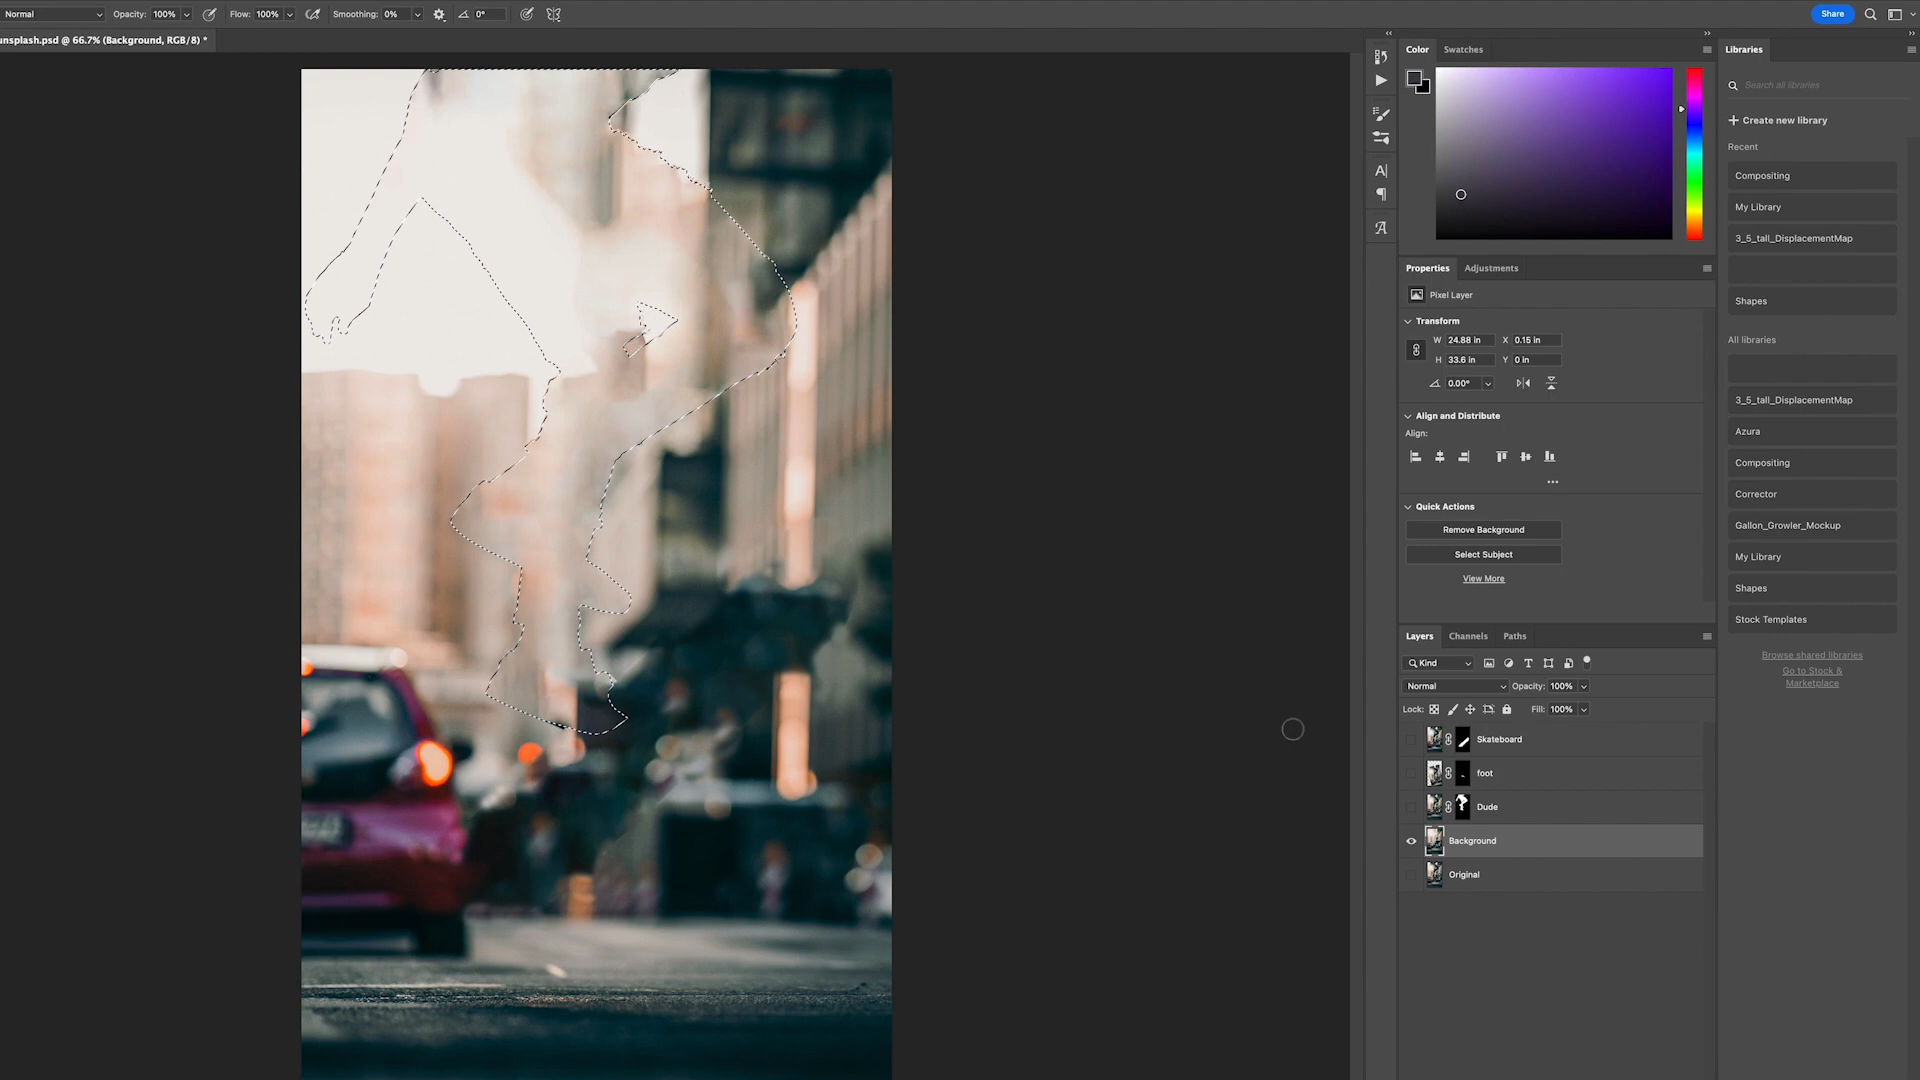 Normal
Opacity: 100%
Flow: 100%
Smoothing: 0%
0°
Share
unsplash.psd @ 66.7% (Background, RGB/8) *
Color
Swatches
Libraries
Search all libraries
Create new library
Recent
Compositing
My Library
3_5_tall_DisplacementMap
Shapes
All libraries
3_5_tall_DisplacementMap
Azura
Compositing
Corrector
Gallon_Growler_Mockup
My Library
Shapes
Stock Templates
Browse shared libraries
Go to Stock &
Marketplace
Properties
Adjustments
Pixel Layer
Transform
W 24.88 in
X 0.15 in
H 33.6 in
Y 0 in
0.00°
Align and Distribute
Align:
Quick Actions
Remove Background
Select Subject
View More
Layers
Channels
Paths
Kind
Normal
Opacity: 100%
Lock:
Fill: 100%
Skateboard
foot
Dude
Background
Original